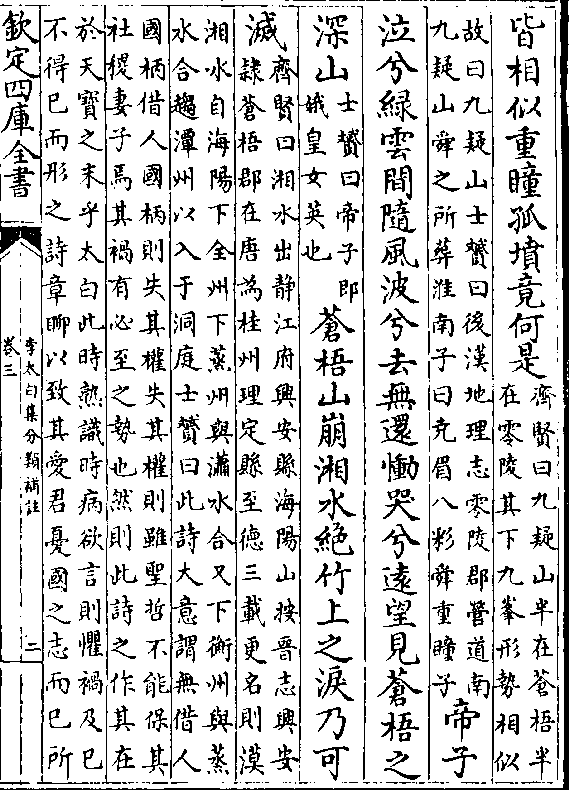 皆相似重瞳孤墳竟何是齊賢曰九疑山半在蒼梧半
在零陵其下九峯形勢相似
故曰九疑山士贇曰後漢地理志零陵郡營道南
九疑山舜之所葬淮南子曰堯眉八彩舜重瞳子帝子
泣兮緑雲間隨風波兮去無還慟哭兮逺望見蒼梧之
深山士贇曰帝子即
娥皇女英也蒼梧山崩湘水絶竹上之淚乃可
滅齊賢曰湘水出静江府興安縣海陽山按晋志興安
隷蒼梧郡在唐為桂州理定縣至德三載更名則漠
湘水自海陽下全州下蒸州與瀟水合又下衡州與蒸
水合趨潭州以入于洞庭士贇曰此詩大意謂無借人
國柄借人國柄則失其權失其權則雖聖哲不能保其
社稷妻子焉其禍有必至之勢也然則此詩之作其在
於天寶之末乎太白此時熟識時病欲言則懼禍及己
不得已而形之詩章聊以致其愛君憂國之志而已所
欽定四庫全書
李太白集分類補註
卷三
二